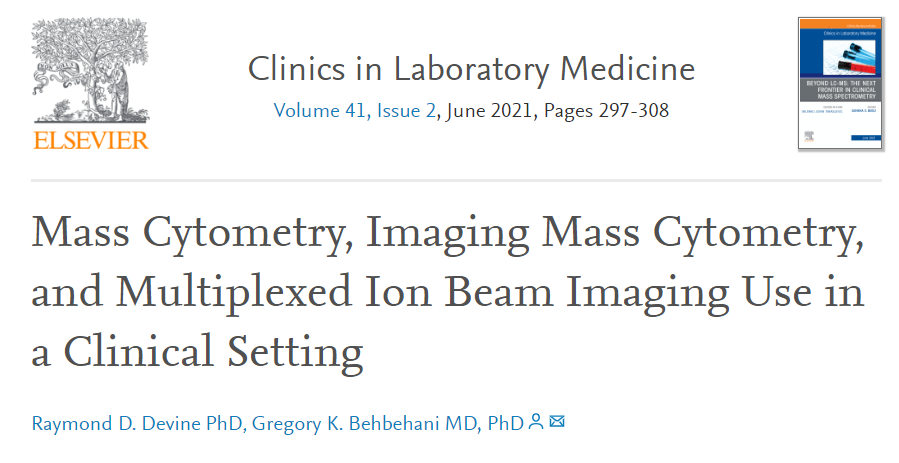 ELSEVIER
Clinics in Laboratory Medicine
Volume 41, Issue 2, June 2021, Pages 297-308
Clinics in Laboratory Medicine
BEYOND LC-MS: THE NEXT
FRONTIER IN CLINICAL
MASS SPECTROMETRY
Mass Cytometry, Imaging Mass Cytometry,
and Multiplexed Ion Beam Imaging Use in
a Clinical Setting
Raymond D. Devine PhD, Gregory K. Behbehani MD, PhD